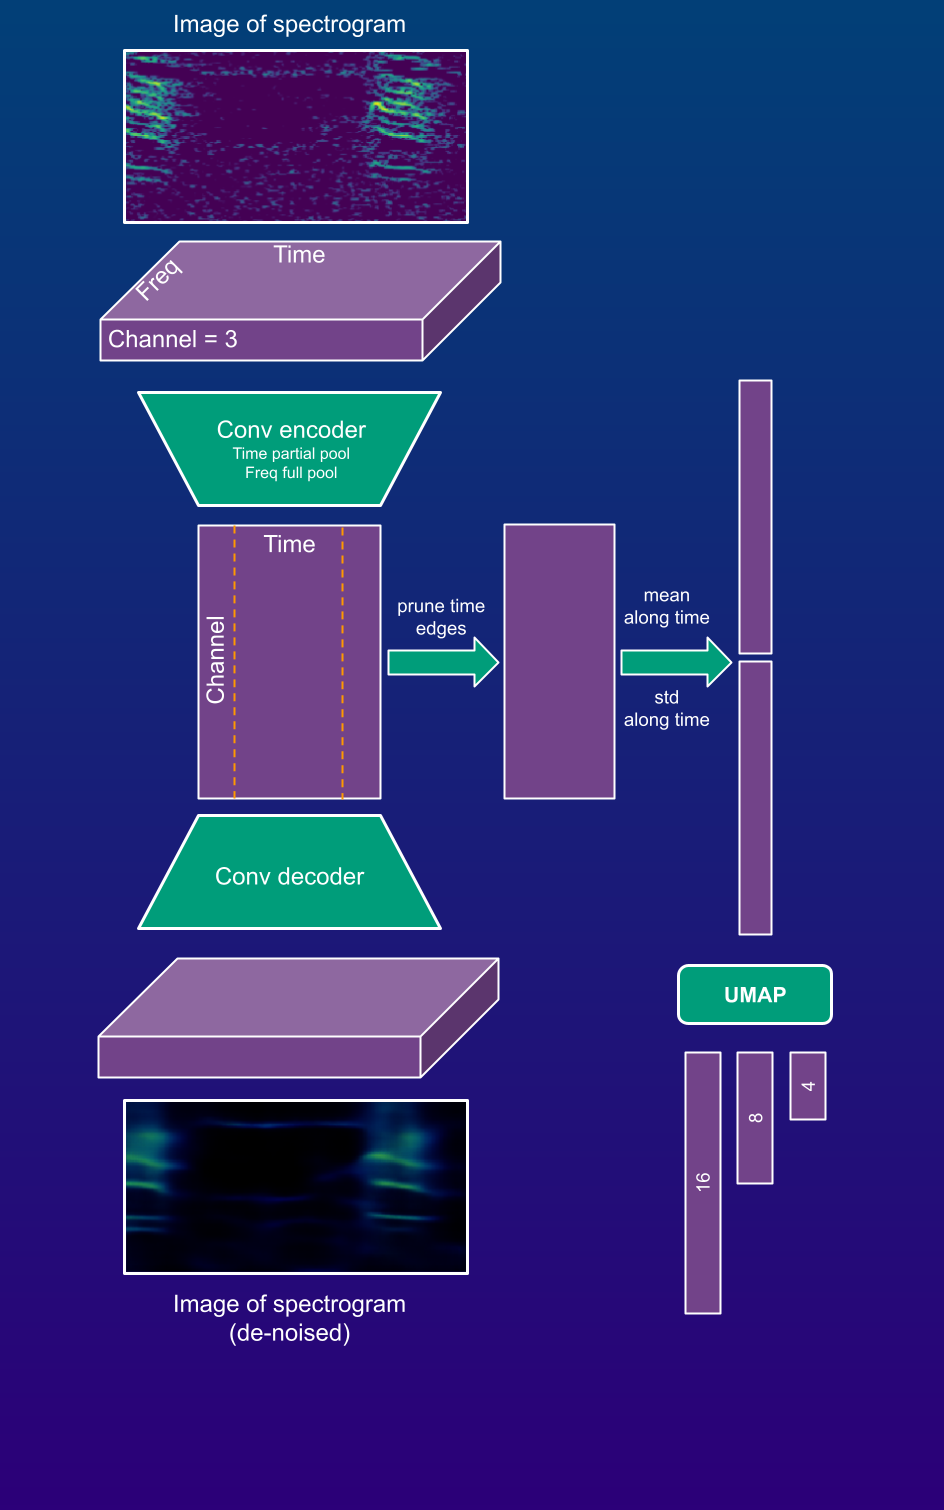 Image of spectrogram
Time
Freq
Channel = 3
Conv encoder
Time partial pool
Freq full pool
Time
Channel
prune time
edges
mean
along time
std
along time
Conv decoder
UMAP
16
8
4
Image of spectrogram
(de-noised)